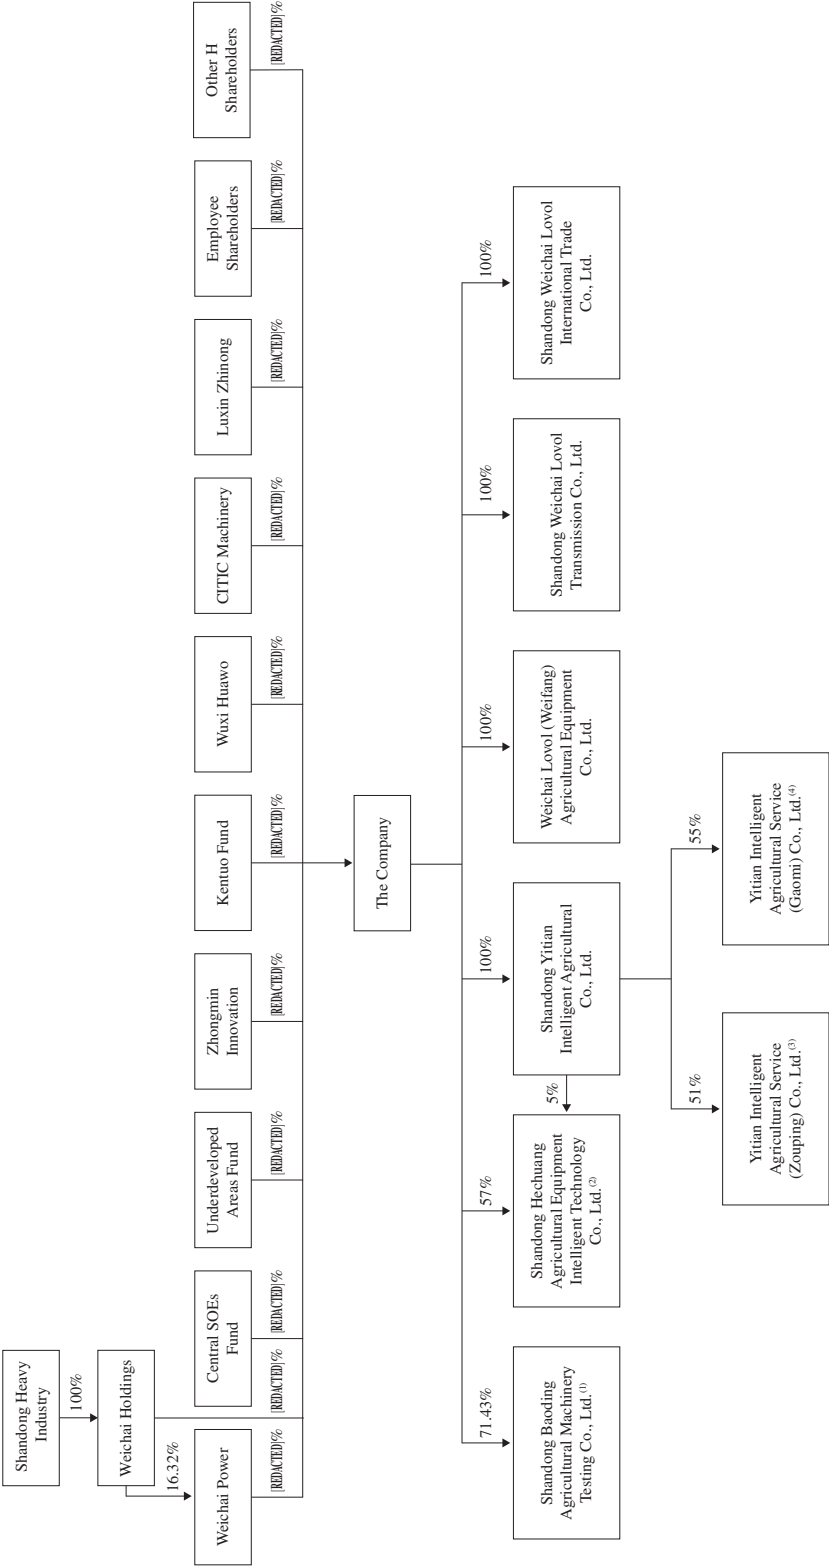 Shandong Heavy
Industry
100%
Weichai Holdings
16.32%
Weichai Power
[REDACTED]%
[REDACTED]%
Central SOEs
Fund
[REDACTED]%
Underdeveloped
Areas Fund
[REDACTED]%
Zhongmin
Innovation
[REDACTED]%
Kentuo Fund
[REDACTED]%
Wuxi Huawo
[REDACTED]%
CITIC Machinery
[REDACTED]%
Luxin Zhinong
[REDACTED]%
Employee
Shareholders
[REDACTED]%
Other H
Shareholders
[REDACTED]%
The Company
71.43%
Shandong Baoding
Agricultural Machinery
Testing Co., Ltd.(1)
57%
Shandong Hechuang
Agricultural Equipment
Intelligent Technology
Co., Ltd.(2)
5%
100%
Shandong Yitian
Intelligent Agricultural
Co., Ltd.
100%
Weichai Lovol (Weifang)
Agricultural Equipment
Co., Ltd.
100%
Shandong Weichai Lovol
Transmission Co., Ltd.
100%
Shandong Weichai Lovol
International Trade
Co., Ltd.
51%
Yitian Intelligent
Agricultural Service
(Zouping) Co., Ltd.(3)
55%
Yitian Intelligent
Agricultural Service
(Gaomi) Co., Ltd.(4)